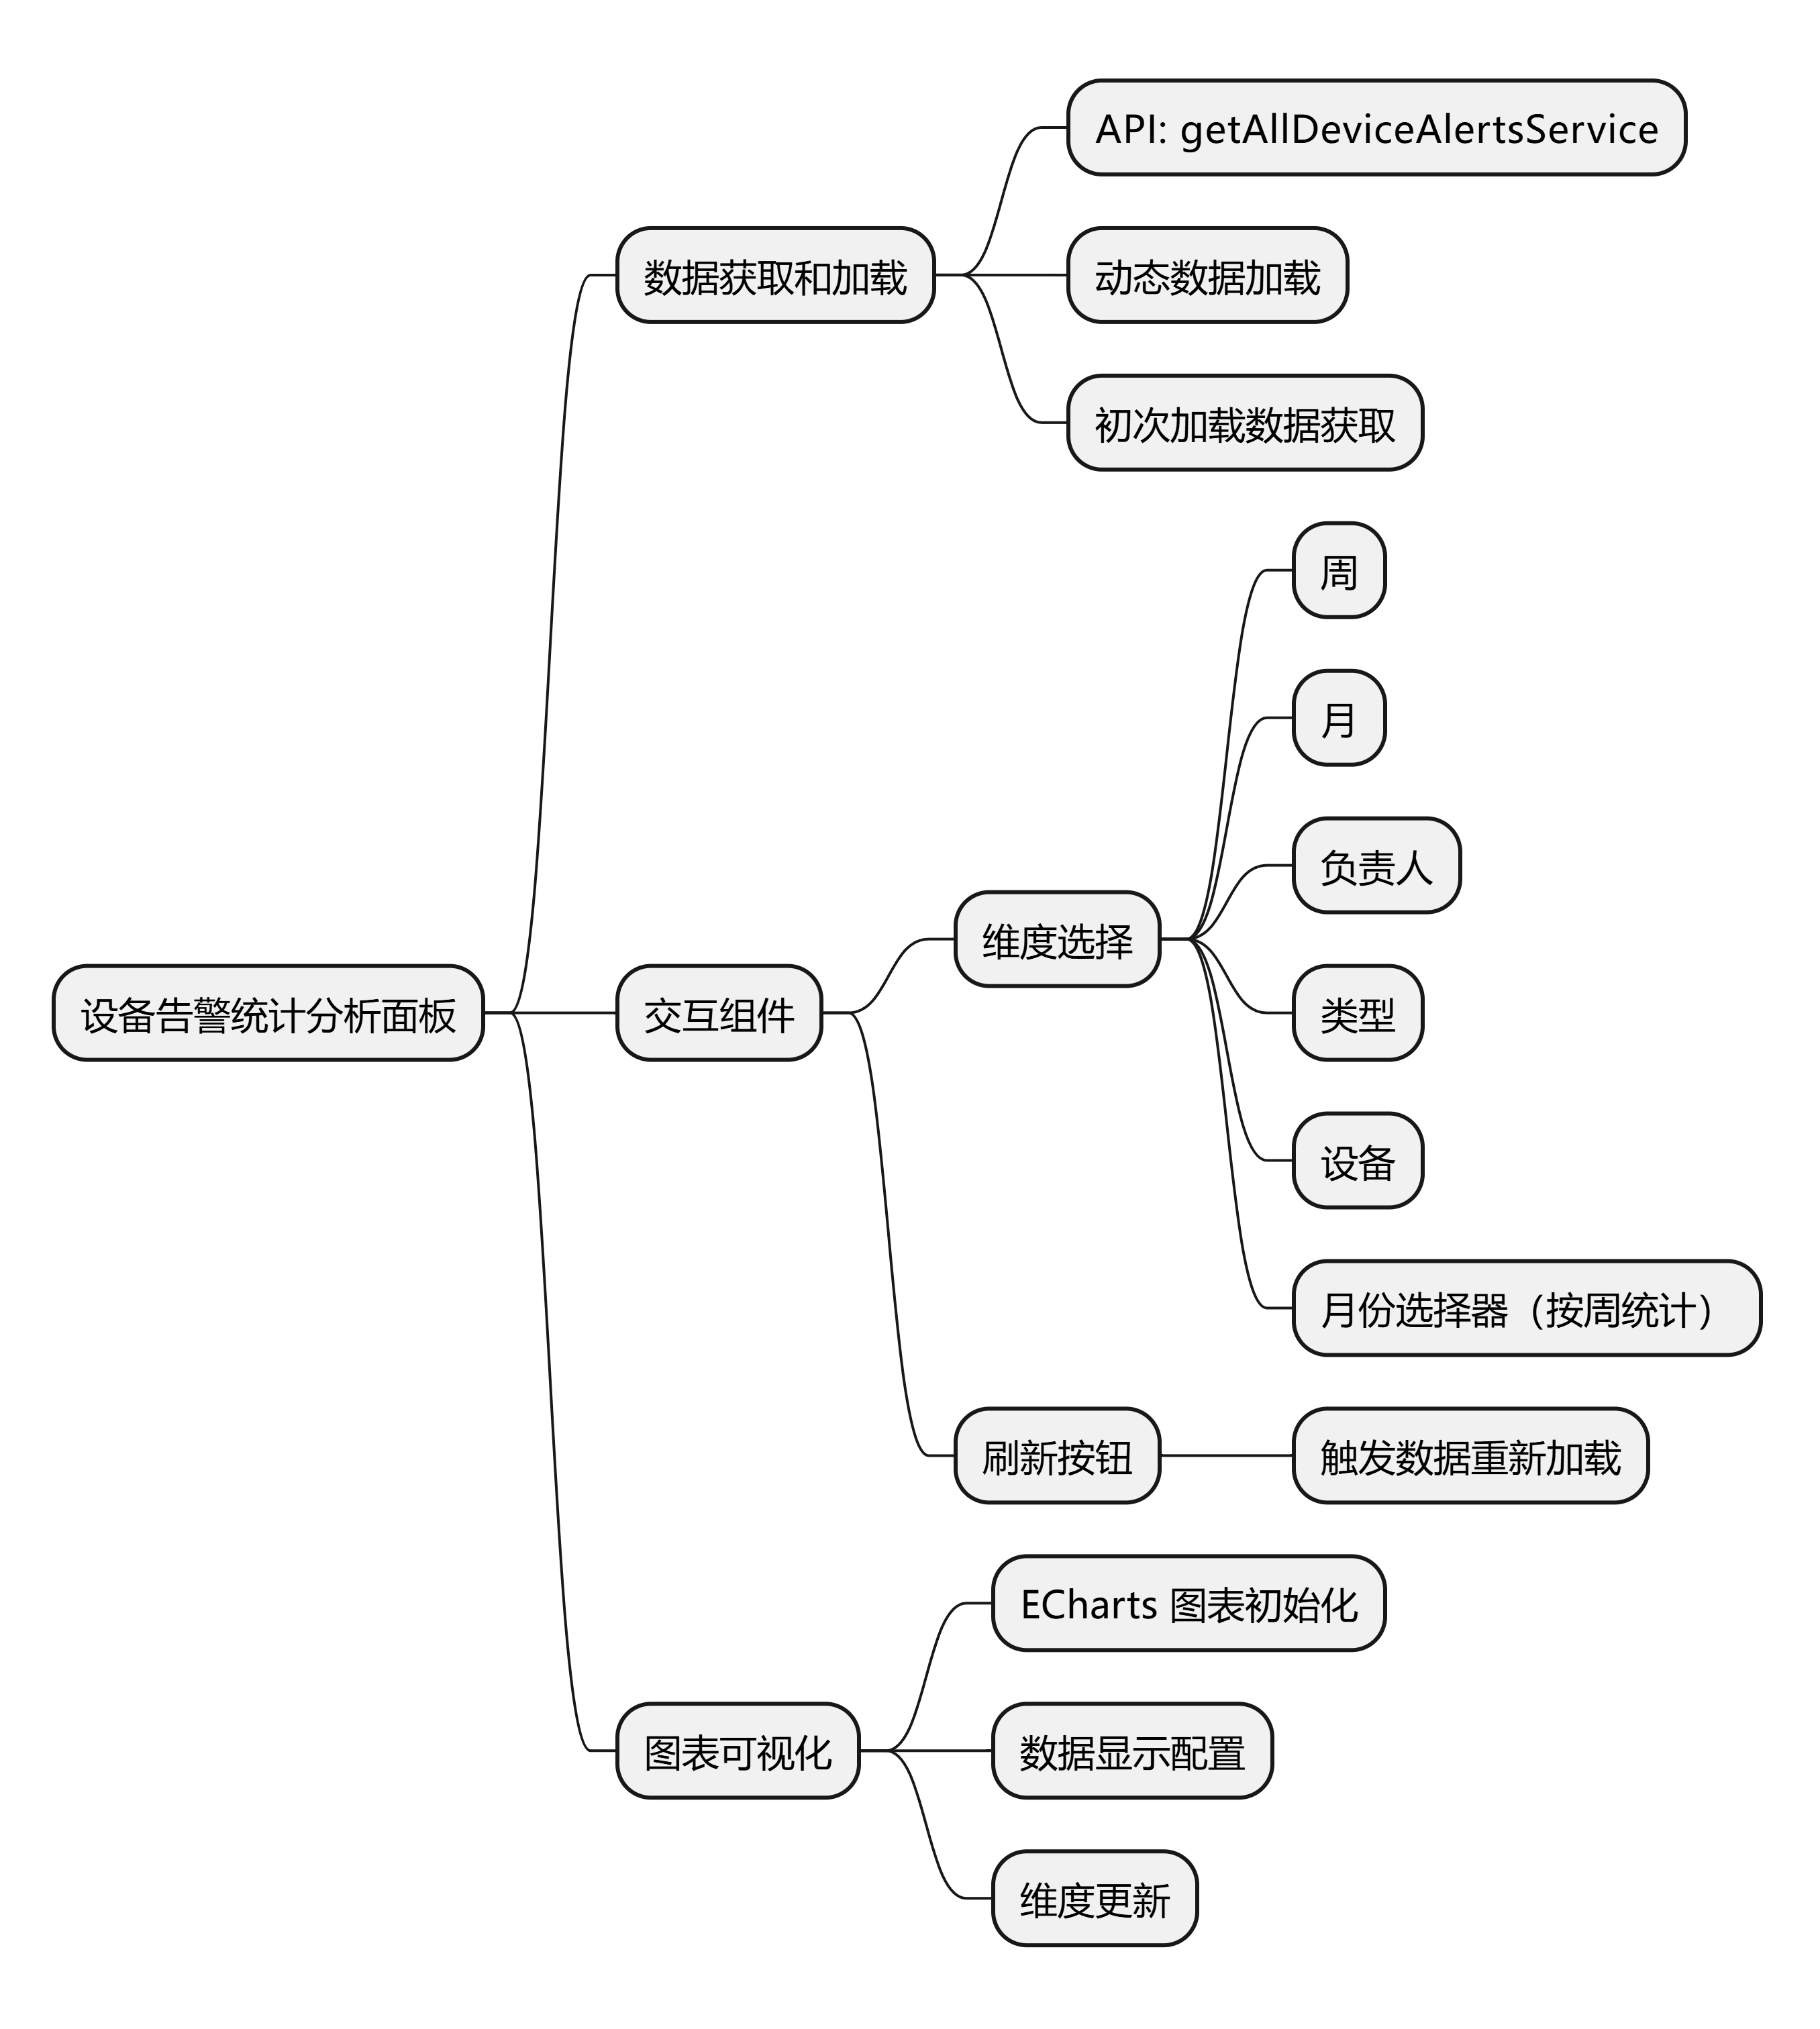 设备告警统计分析面板
数据获取和加载
API: getAllDeviceAlertsService
动态数据加载
初次加载数据获取
交互组件
维度选择
周
月
负责人
类型
设备
月份选择器（按周统计）
刷新按钮
触发数据重新加载
图表可视化
ECharts 图表初始化
数据显示配置
维度更新